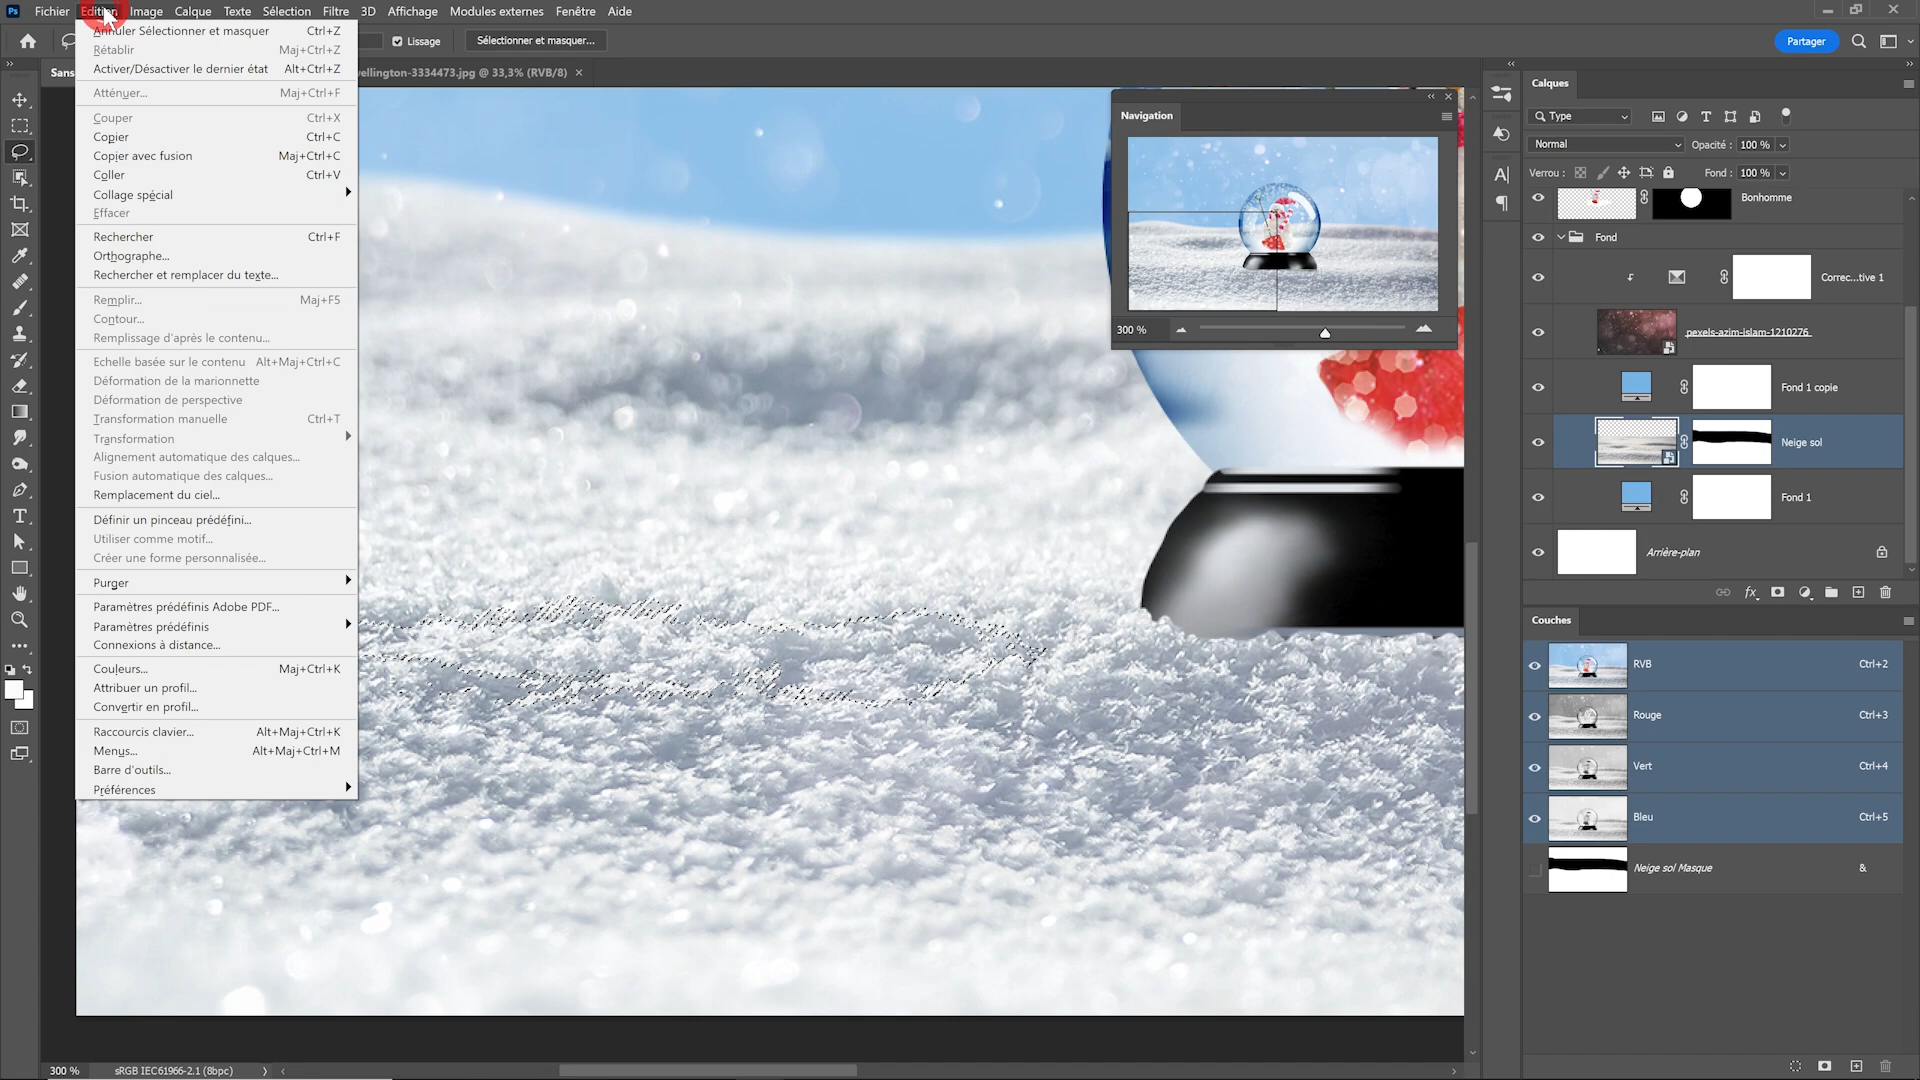 Ps Fichier Edition Image Calque Texte Sélection Filtre 3D Affichage Modules externes Fenêtre Aide
Lissage Sélectionner et masquer... Partager
Sans
ellington-3334473.jpg @ 33,3% (RVB/8) ×
Annuler Sélectionner et masquer Ctrl+Z
Rétablir Maj+Ctrl+Z
Activer/Désactiver le dernier état Alt+Ctrl+Z
Atténuer... Maj+Ctrl+F
Couper Ctrl+X
Copier Ctrl+C
Copier avec fusion Maj+Ctrl+C
Coller Ctrl+V
Collage spécial
Effacer
Rechercher Ctrl+F
Orthographe...
Rechercher et remplacer du texte...
Remplir... Maj+F5
Contour...
Remplissage d'après le contenu...
Echelle basée sur le contenu Alt+Maj+Ctrl+C
Déformation de la marionnette
Déformation de perspective
Transformation manuelle Ctrl+T
Transformation
Alignement automatique des calques...
Fusion automatique des calques...
Remplacement du ciel...
Définir un pinceau prédéfini...
Utiliser comme motif...
Créer une forme personnalisée...
Purger
Paramètres prédéfinis Adobe PDF...
Paramètres prédéfinis
Connexions à distance...
Couleurs... Maj+Ctrl+K
Attribuer un profil...
Convertir en profil...
Raccourcis clavier... Alt+Maj+Ctrl+K
Menus... Alt+Maj+Ctrl+M
Barre d'outils...
Préférences
Navigation
300 %
Calques
Type
Normal Opacité : 100 %
Verrou : Fond : 100 %
Bonhomme
Fond
Correc...tive 1
pexels-azim-islam-1210276
Fond 1 copie
Neige sol
Fond 1
Arrière-plan
fx
Couches
RVB Ctrl+2
Rouge Ctrl+3
Vert Ctrl+4
Bleu Ctrl+5
Neige sol Masque &
300 % sRGB IEC61966-2.1 (8bpc)